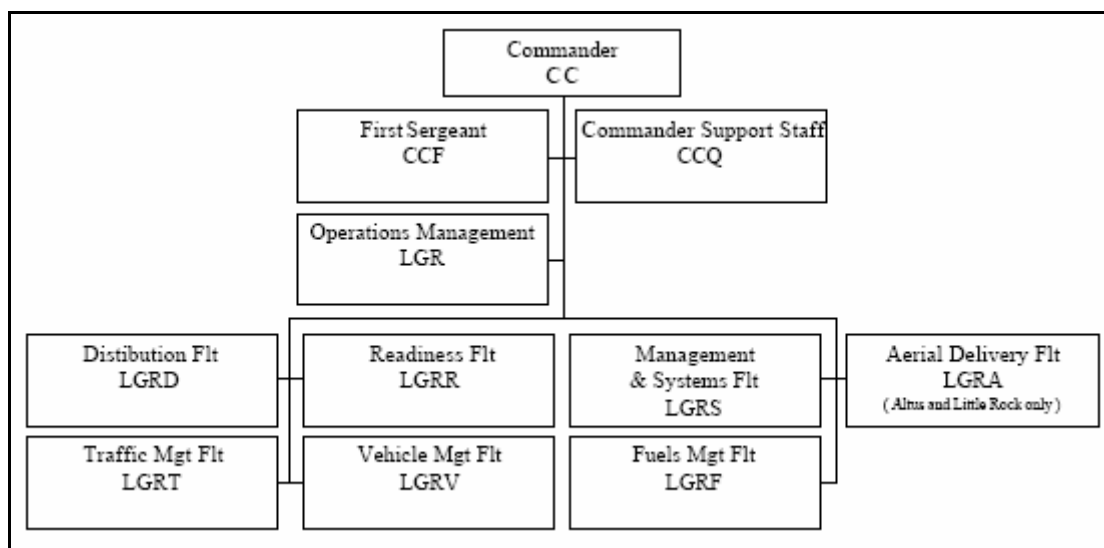 Commander
CC
First Sergeant
CCF
Commander Support Staff
CCQ
Operations Management
LGR
Distibution Flt
LGRD
Readiness Flt
LGRR
Management
& Systems Flt
LGRS
Aerial Delivery Flt
LGRA
( Altus and Little Rock only )
Traffic Mgt Flt
LGRT
Vehicle Mgt Flt
LGRV
Fuels Mgt Flt
LGRF